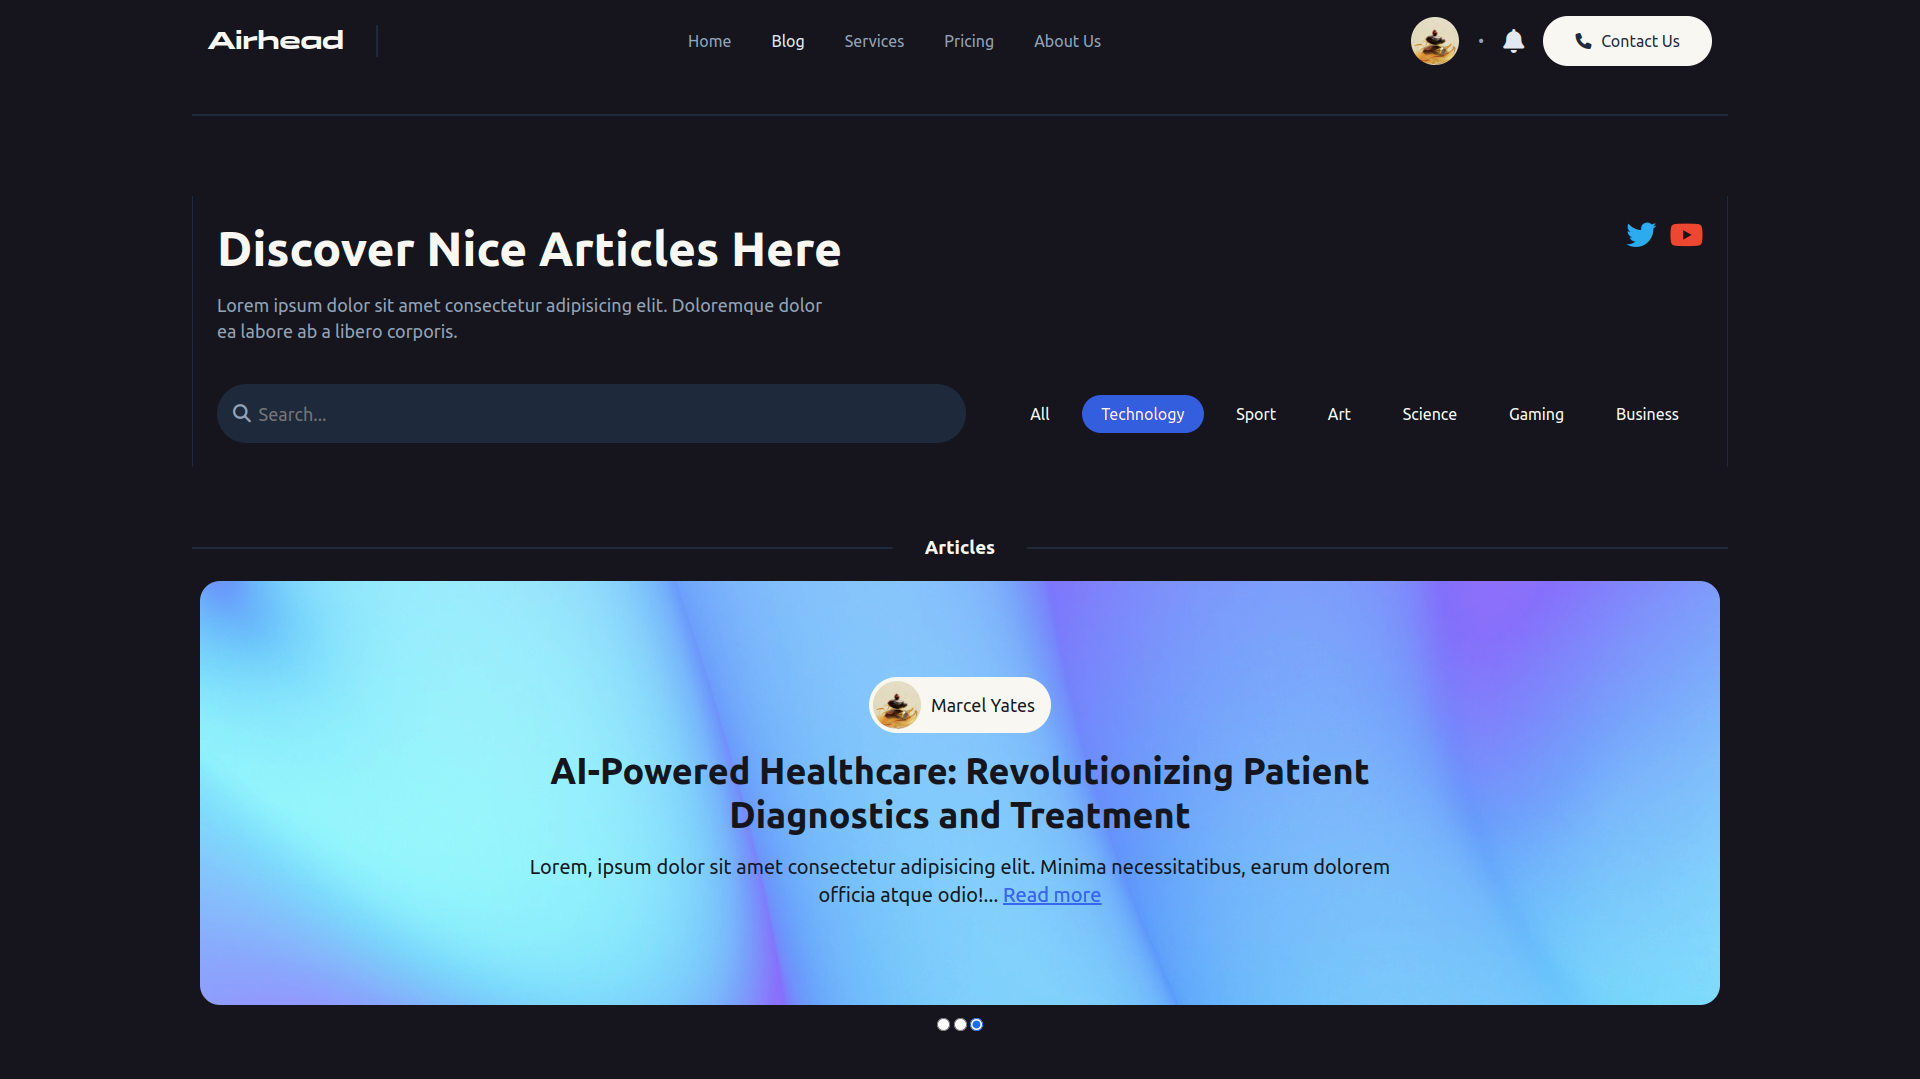 Airhead
Home Blog Services Pricing About Us
Contact Us
Discover Nice Articles Here
Lorem ipsum dolor sit amet consectetur adipisicing elit. Doloremque dolor
ea labore ab a libero corporis.
Search...
All Technology Sport Art Science Gaming Business
Articles
Marcel Yates
AI-Powered Healthcare: Revolutionizing Patient
Diagnostics and Treatment
Lorem, ipsum dolor sit amet consectetur adipisicing elit. Minima necessitatibus, earum dolorem
officia atque odio!... Read more